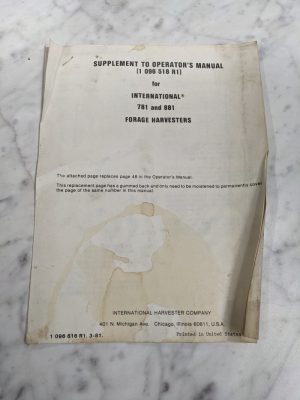 SUPPLEMENT TO OPERATOR'S MANUAL
(1 096 516 R1)
for
INTERNATIONAL®
781 and 881
FORAGE HARVESTERS
The attached page replaces page 48 in the Operator's Manual.
This replacement page has a gummed back and only need to be moistened to permanently cover
the page of the same number in this manual.
INTERNATIONAL HARVESTER COMPANY
401 N. Michigan Ave. Chicago, Illinois 60611, U.S.A.
1 096 516 R1. 3-81.
Printed in United States